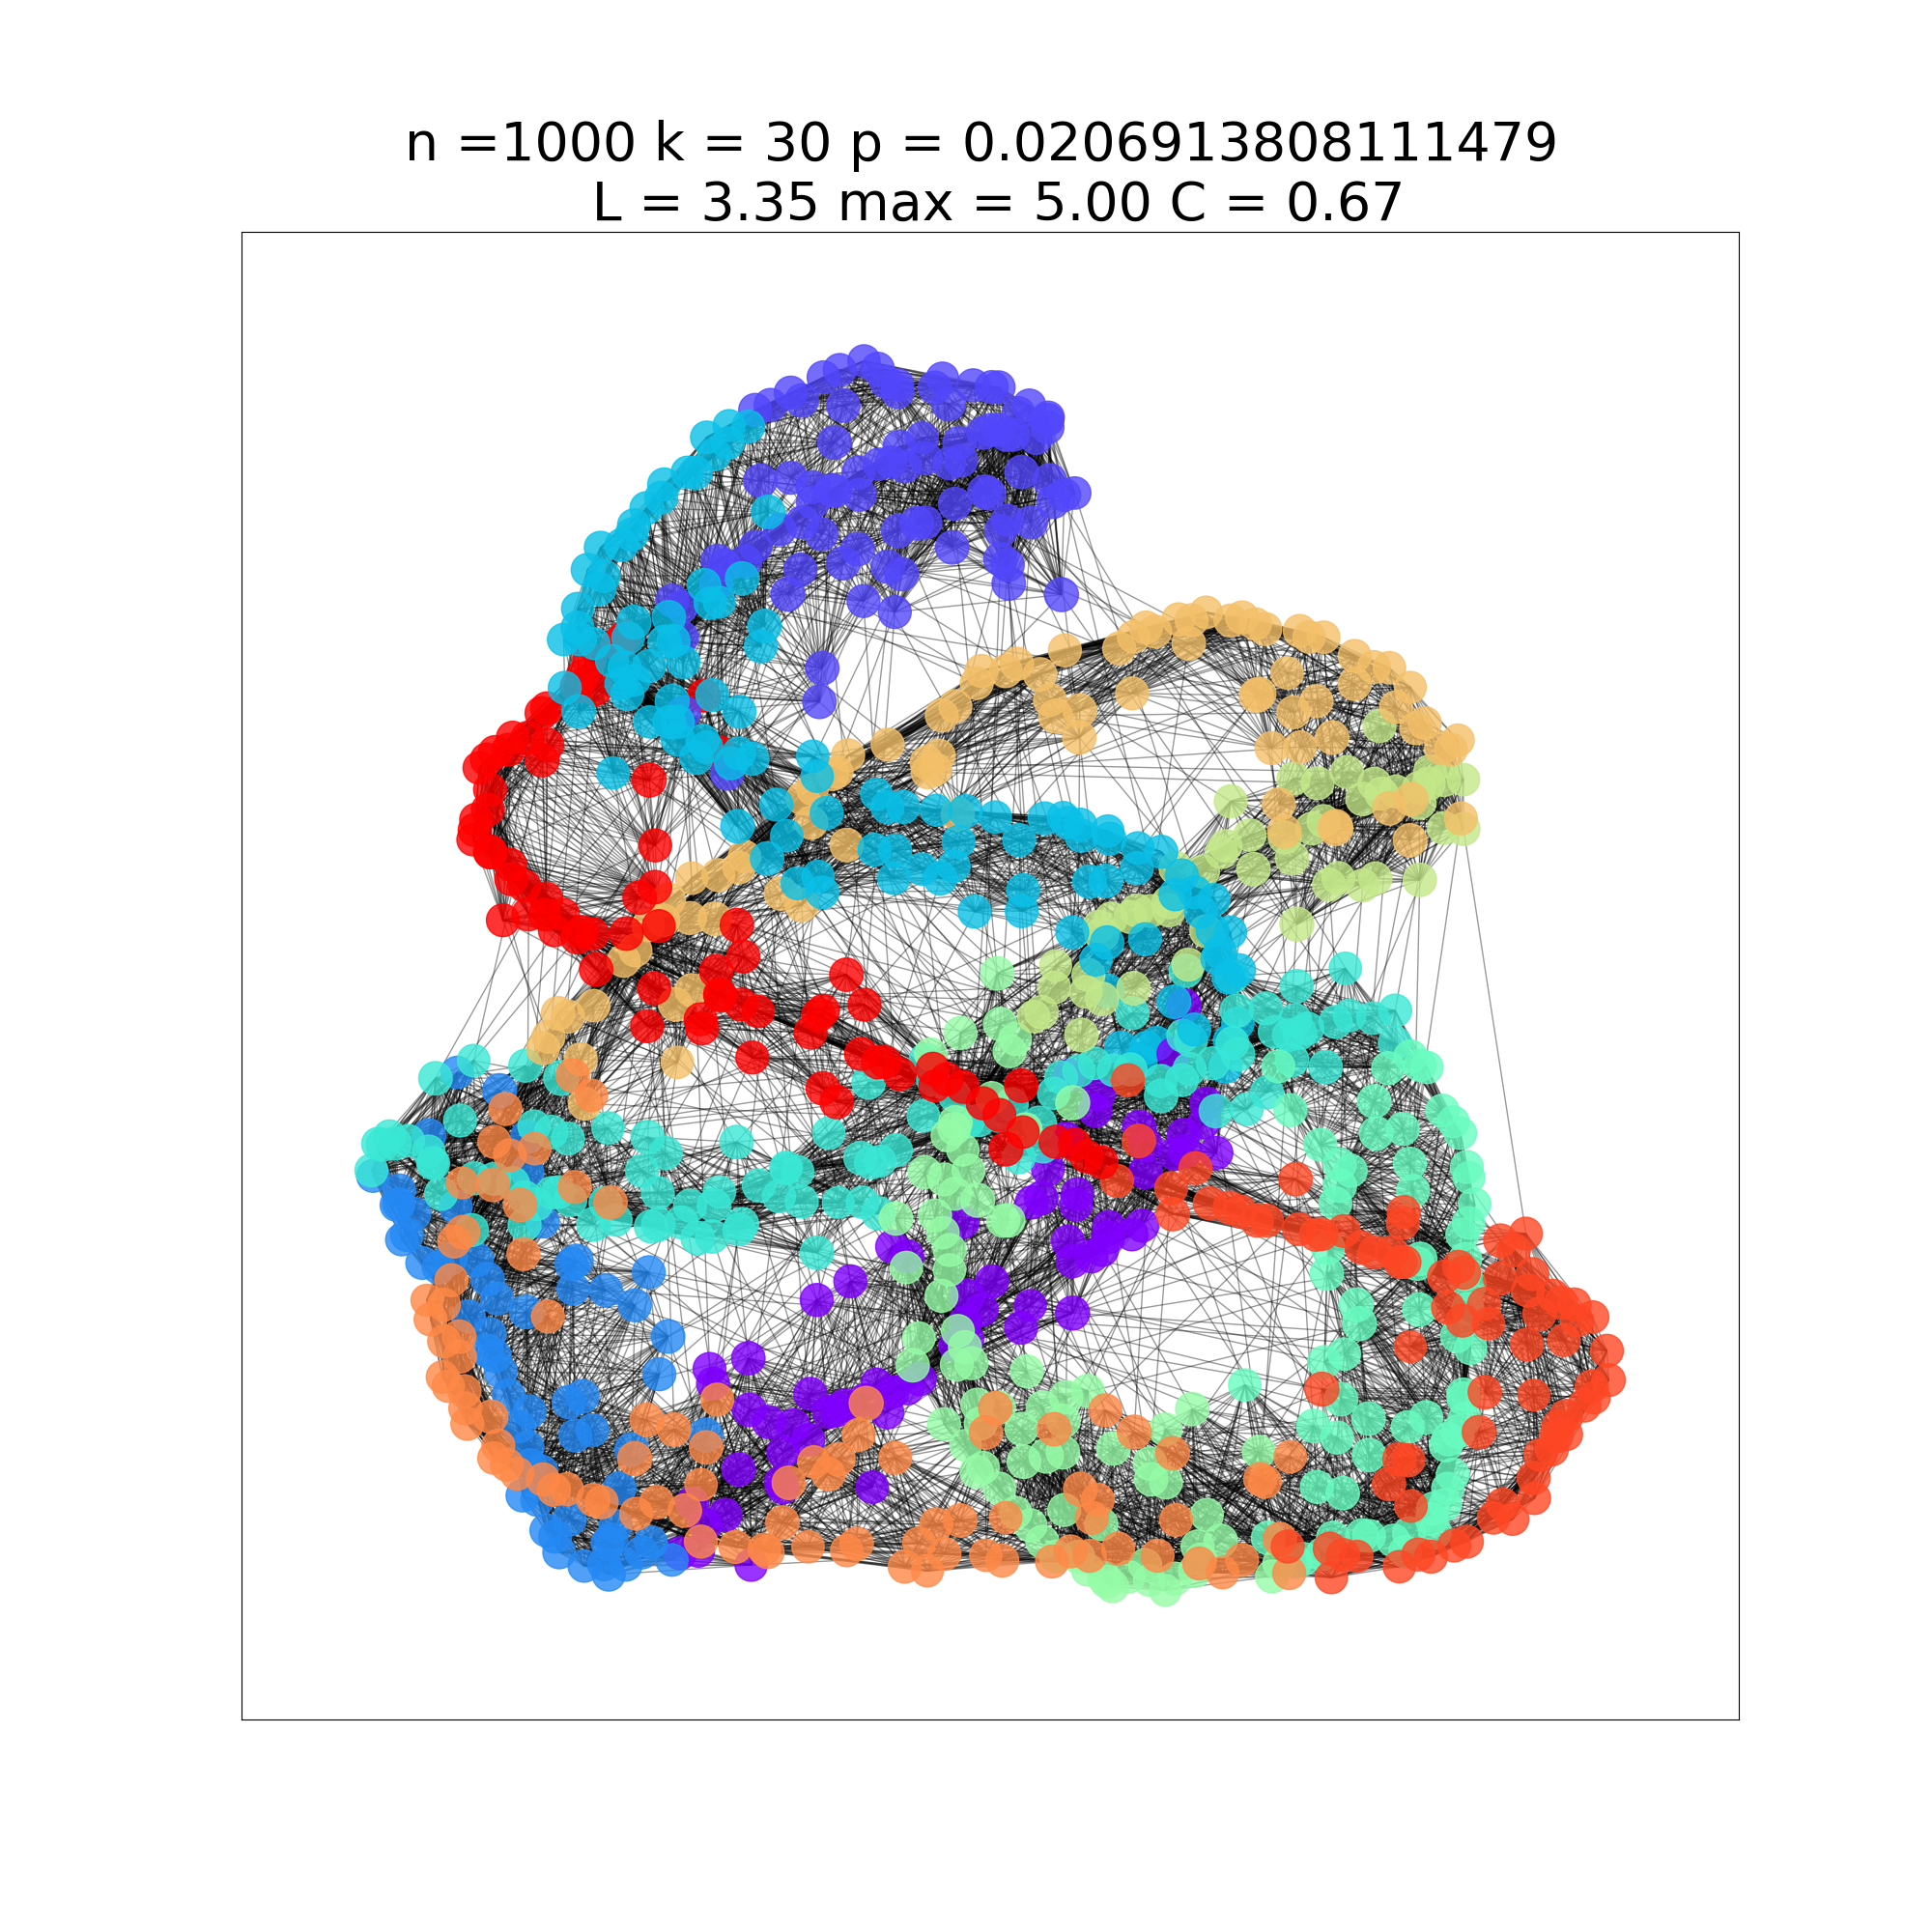 n =1000 k = 30 p = 0.0206913808111479
L = 3.35 max = 5.00 C = 0.67